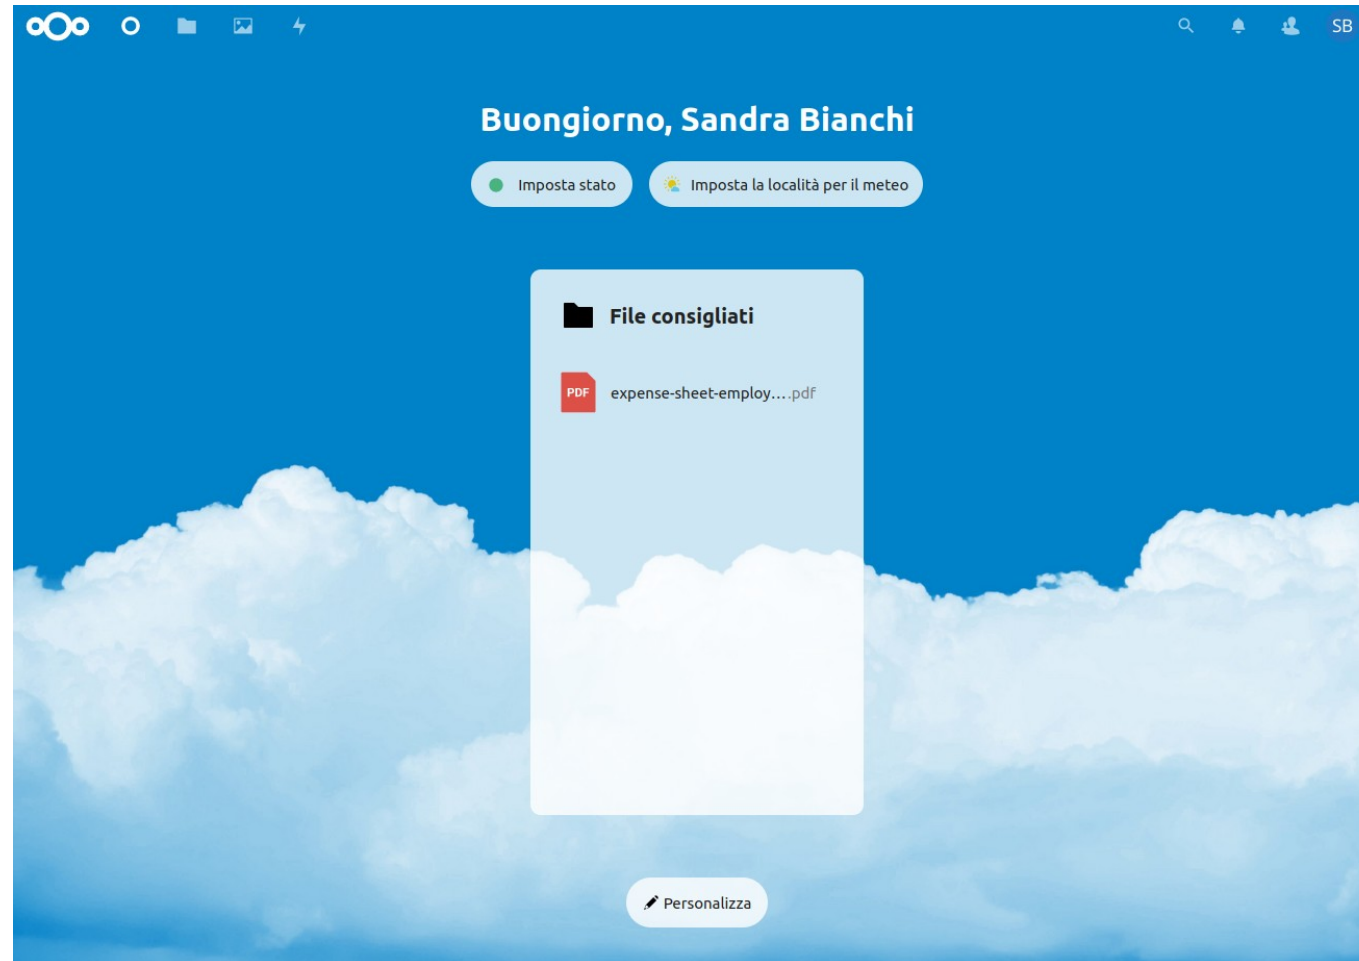 SB
Buongiorno, Sandra Bianchi
Imposta stato
Imposta la località per il meteo
File consigliati
PDF
expense-sheet-employ….pdf
Personalizza